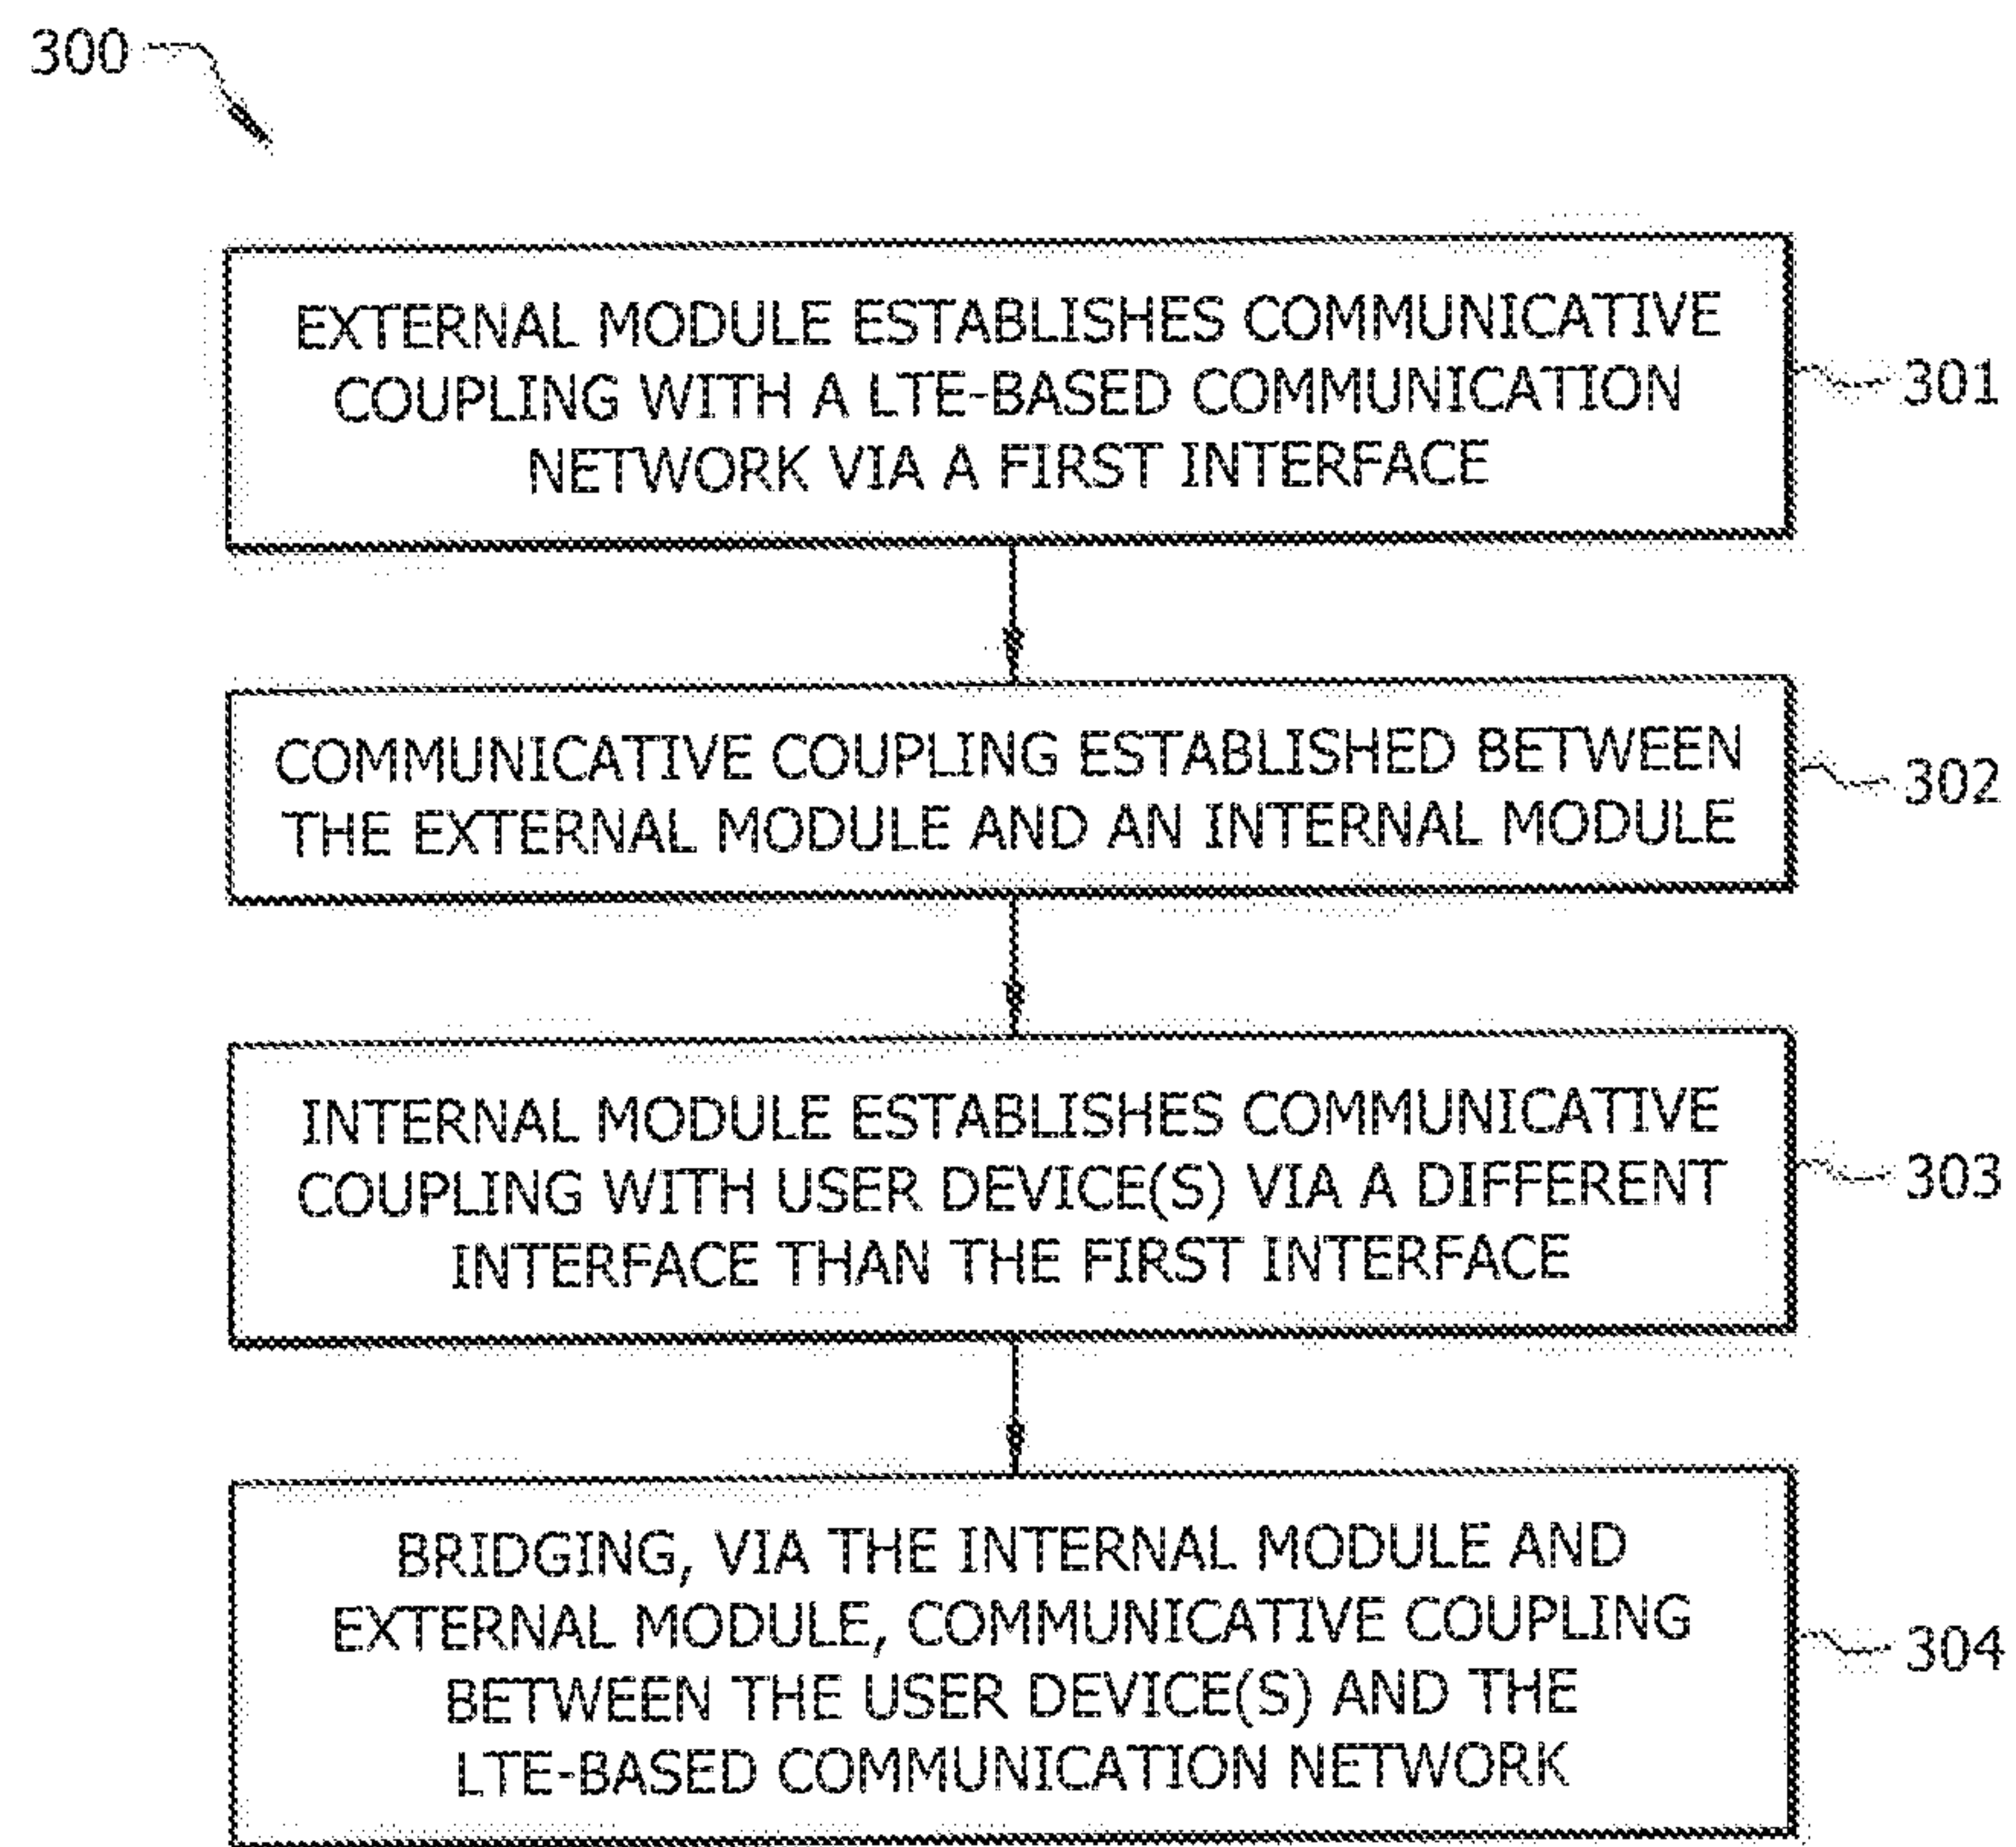 300
EXTERNAL MODULE ESTABLISHES COMMUNICATIVE
COUPLING WITH A LTE-BASED COMMUNICATION
NETWORK VIA A FIRST INTERFACE
301
COMMUNICATIVE COUPLING ESTABLISHED BETWEEN
THE EXTERNAL MODULE AND AN INTERNAL MODULE
302
INTERNAL MODULE ESTABLISHES COMMUNICATIVE
COUPLING WITH USER DEVICE(S) VIA A DIFFERENT
INTERFACE THAN THE FIRST INTERFACE
303
BRIDGING, VIA THE INTERNAL MODULE AND
EXTERNAL MODULE, COMMUNICATIVE COUPLING
BETWEEN THE USER DEVICE(S) AND THE
LTE-BASED COMMUNICATION NETWORK
304